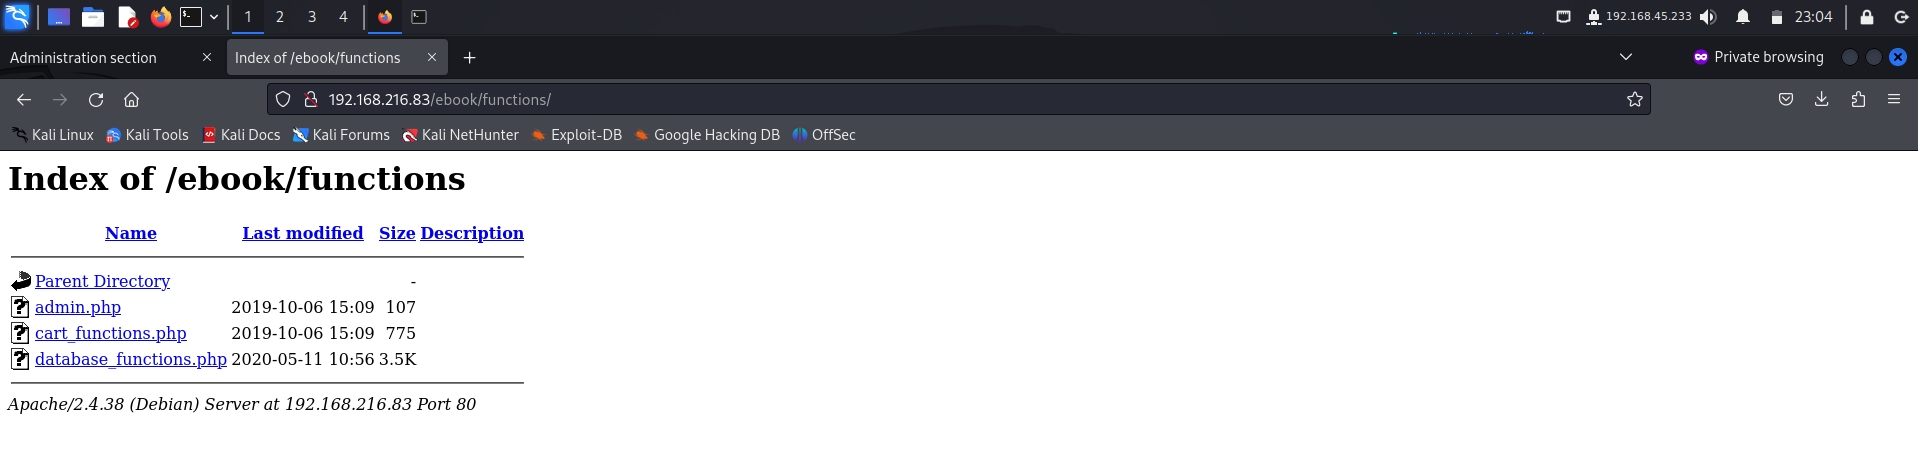 1 2 3 4 192.168.45.233 23:04
Administration section Index of /ebook/functions Private browsing
192.168.216.83/ebook/functions/
Kali Linux Kali Tools Kali Docs Kali Forums Kali NetHunter Exploit-DB Google Hacking DB OffSec
Index of /ebook/functions
Name Last modified Size Description
Parent Directory -
admin.php 2019-10-06 15:09 107
cart_functions.php 2019-10-06 15:09 775
database_functions.php 2020-05-11 10:56 3.5K
Apache/2.4.38 (Debian) Server at 192.168.216.83 Port 80